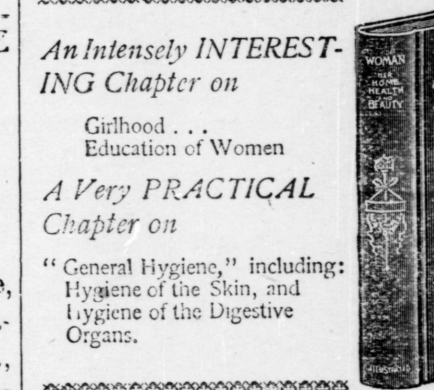 An Intensely INTEREST-
ING Chapter on
Girlhood . . .
Education of Women
A Very PRACTICAL
Chapter on
“ General Hygiene,” including:
Hygiene of the Skin, and
Hygiene of the Digestive
Organs.
WOMAN
HER
HOME
HEALTH
AND
BEAUTY
ILLUSTRATED